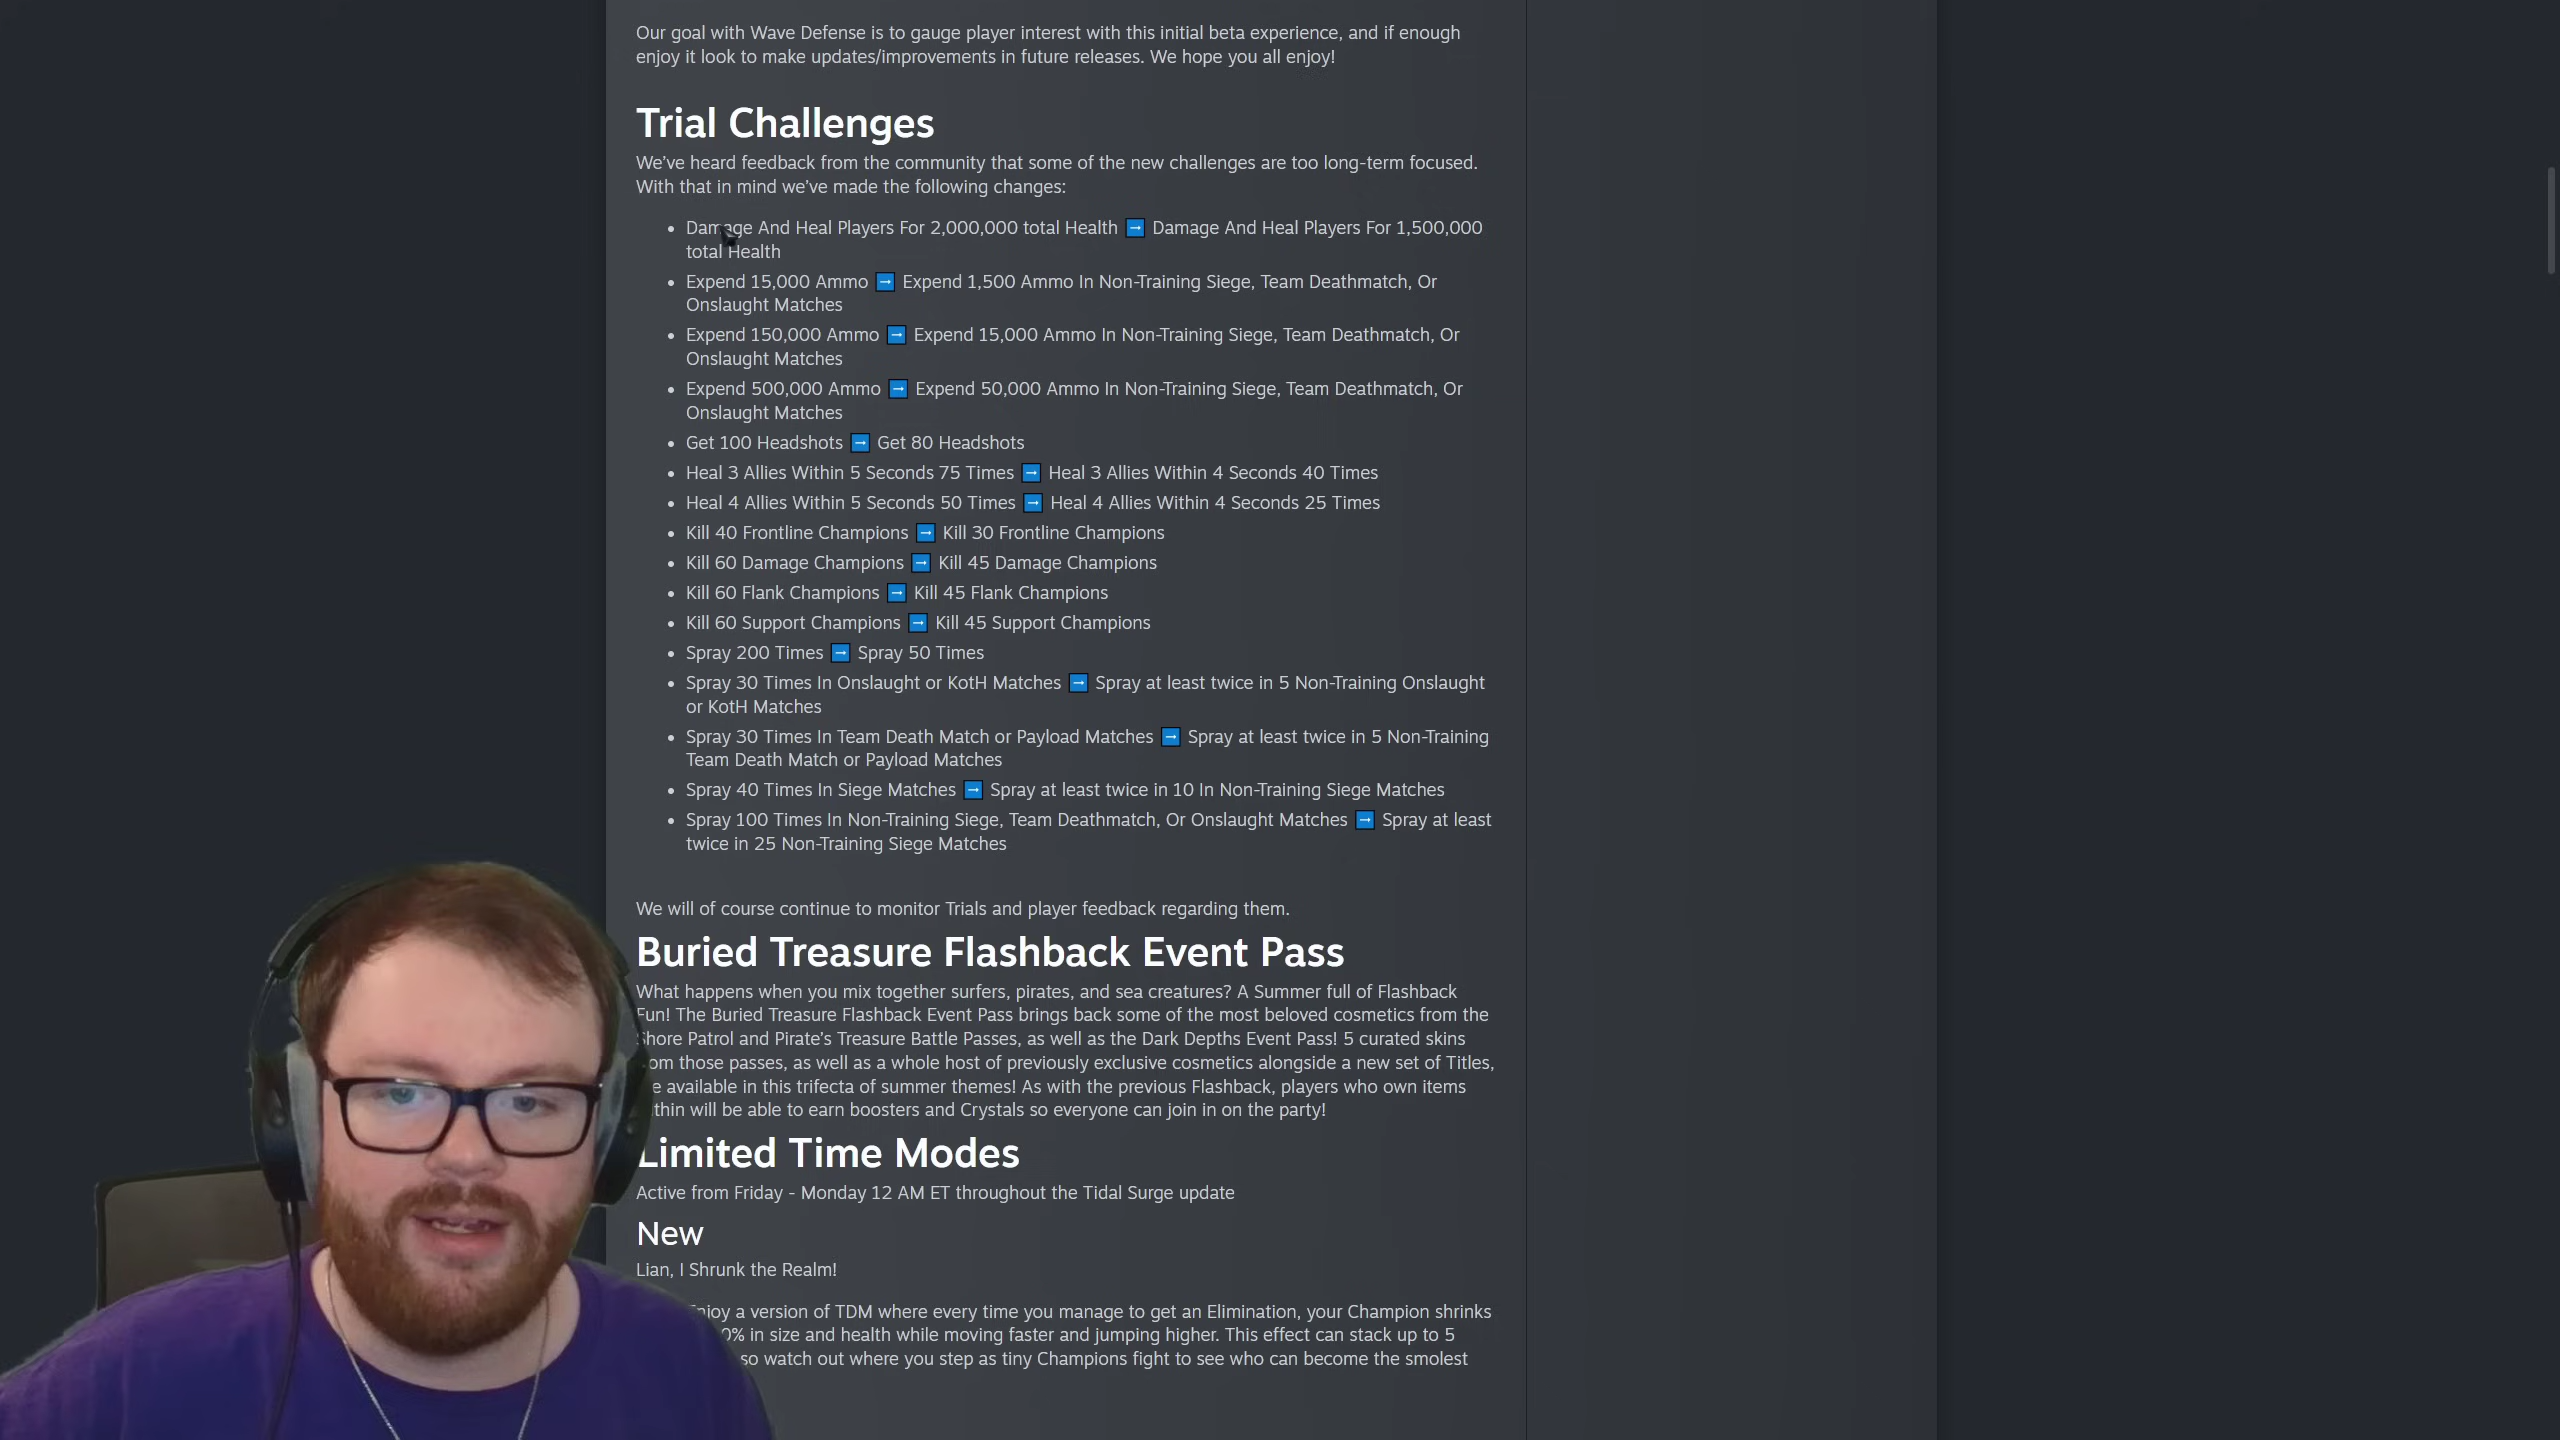 Our goal with Wave Defense is to gauge player interest with this initial beta experience, and if enough
enjoy it look to make updates/improvements in future releases. We hope you all enjoy!
Trial Challenges
We’ve heard feedback from the community that some of the new challenges are too long-term focused.
With that in mind we’ve made the following changes:
• Damage And Heal Players For 2,000,000 total Health ➡ Damage And Heal Players For 1,500,000
total Health
• Expend 15,000 Ammo ➡ Expend 1,500 Ammo In Non-Training Siege, Team Deathmatch, Or
Onslaught Matches
• Expend 150,000 Ammo ➡ Expend 15,000 Ammo In Non-Training Siege, Team Deathmatch, Or
Onslaught Matches
• Expend 500,000 Ammo ➡ Expend 50,000 Ammo In Non-Training Siege, Team Deathmatch, Or
Onslaught Matches
• Get 100 Headshots ➡ Get 80 Headshots
• Heal 3 Allies Within 5 Seconds 75 Times ➡ Heal 3 Allies Within 4 Seconds 40 Times
• Heal 4 Allies Within 5 Seconds 50 Times ➡ Heal 4 Allies Within 4 Seconds 25 Times
• Kill 40 Frontline Champions ➡ Kill 30 Frontline Champions
• Kill 60 Damage Champions ➡ Kill 45 Damage Champions
• Kill 60 Flank Champions ➡ Kill 45 Flank Champions
• Kill 60 Support Champions ➡ Kill 45 Support Champions
• Spray 200 Times ➡ Spray 50 Times
• Spray 30 Times In Onslaught or KotH Matches ➡ Spray at least twice in 5 Non-Training Onslaught
or KotH Matches
• Spray 30 Times In Team Death Match or Payload Matches ➡ Spray at least twice in 5 Non-Training
Team Death Match or Payload Matches
• Spray 40 Times In Siege Matches ➡ Spray at least twice in 10 In Non-Training Siege Matches
• Spray 100 Times In Non-Training Siege, Team Deathmatch, Or Onslaught Matches ➡ Spray at least
twice in 25 Non-Training Siege Matches
We will of course continue to monitor Trials and player feedback regarding them.
Buried Treasure Flashback Event Pass
What happens when you mix together surfers, pirates, and sea creatures? A Summer full of Flashback
Fun! The Buried Treasure Flashback Event Pass brings back some of the most beloved cosmetics from the
Shore Patrol and Pirate’s Treasure Battle Passes, as well as the Dark Depths Event Pass! 5 curated skins
those passes, as well as a whole host of previously exclusive cosmetics alongside a new set of Titles,
available in this trifecta of summer themes! As with the previous Flashback, players who own items
will be able to earn boosters and Crystals so everyone can join in on the party!
Limited Time Modes
Active from Friday - Monday 12 AM ET throughout the Tidal Surge update
New
Lian, I Shrunk the Realm!
Enjoy a version of TDM where every time you manage to get an Elimination, your Champion shrinks
in size and health while moving faster and jumping higher. This effect can stack up to 5
so watch out where you step as tiny Champions fight to see who can become the smolest